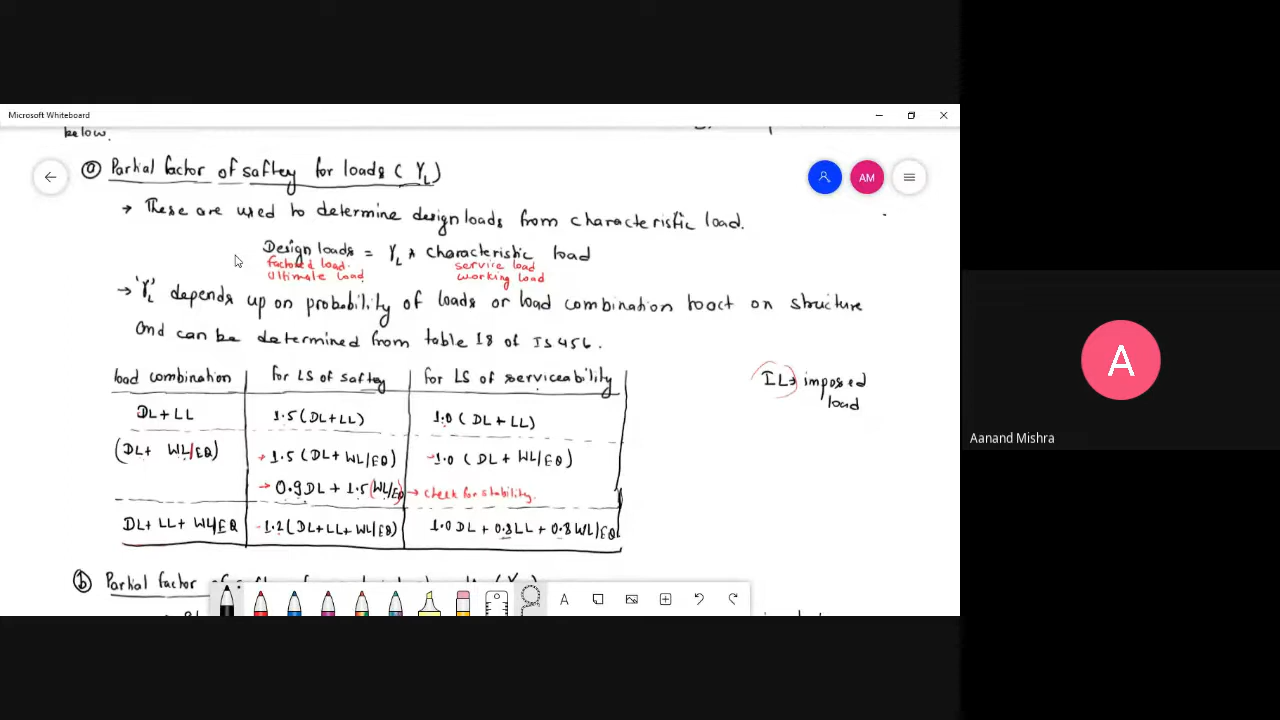 Microsoft Whiteboard
below.
a Partial factor of saftey for loads ( γL)
→ These are used to determine design loads from characteristic load.
Design loads = γL * characteristic load
factored load. service load
Ultimate load working load
→ 'γL' depends up on probability of loads or load combination to act on structure
and can be determined from table 18 of IS 456.
load combination for LS of saftey for LS of serviceability
IL → imposed
load
DL + LL 1.5 (DL + LL) 1.0 ( DL + LL)
(DL + WL/EQ) → 1.5 (DL + WL/EQ) - 1.0 ( DL + WL/EQ )
→ 0.9 DL + 1.5 (WL/EQ) → check for stability.
DL + LL + WL/EQ - 1.2 (DL + LL + WL/EQ) 1.0 DL + 0.8 LL + 0.8 WL/EQ
b Partial factor of
AM
A
Aanand Mishra
A